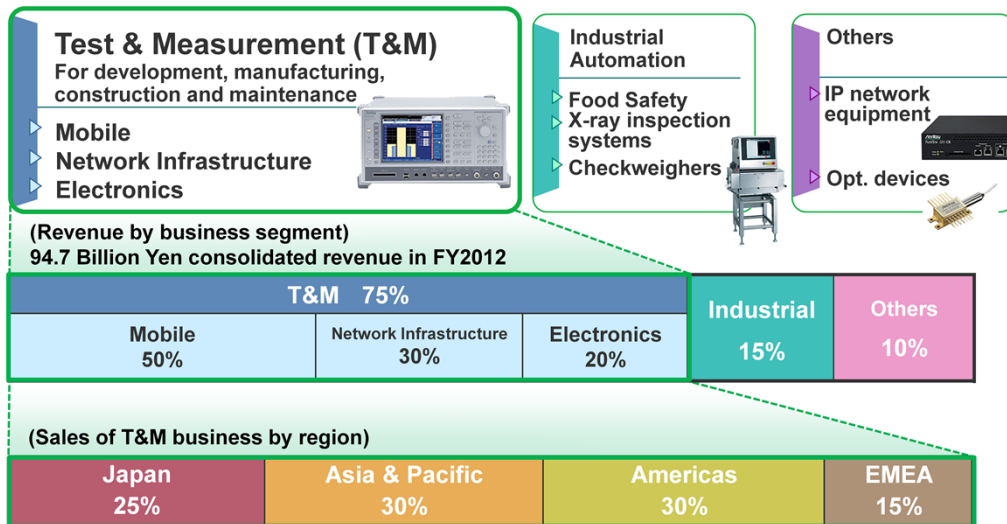 Test & Measurement (T&M)
For development, manufacturing,
construction and maintenance
Mobile
Network Infrastructure
Electronics
Industrial
Automation
Food Safety
X-ray inspection
systems
Checkweighers
Others
IP network
equipment
Opt. devices
(Revenue by business segment)
94.7 Billion Yen consolidated revenue in FY2012
T&M 75%
Mobile
50%
Network Infrastructure
30%
Electronics
20%
Industrial
15%
Others
10%
(Sales of T&M business by region)
Japan
25%
Asia & Pacific
30%
Americas
30%
EMEA
15%